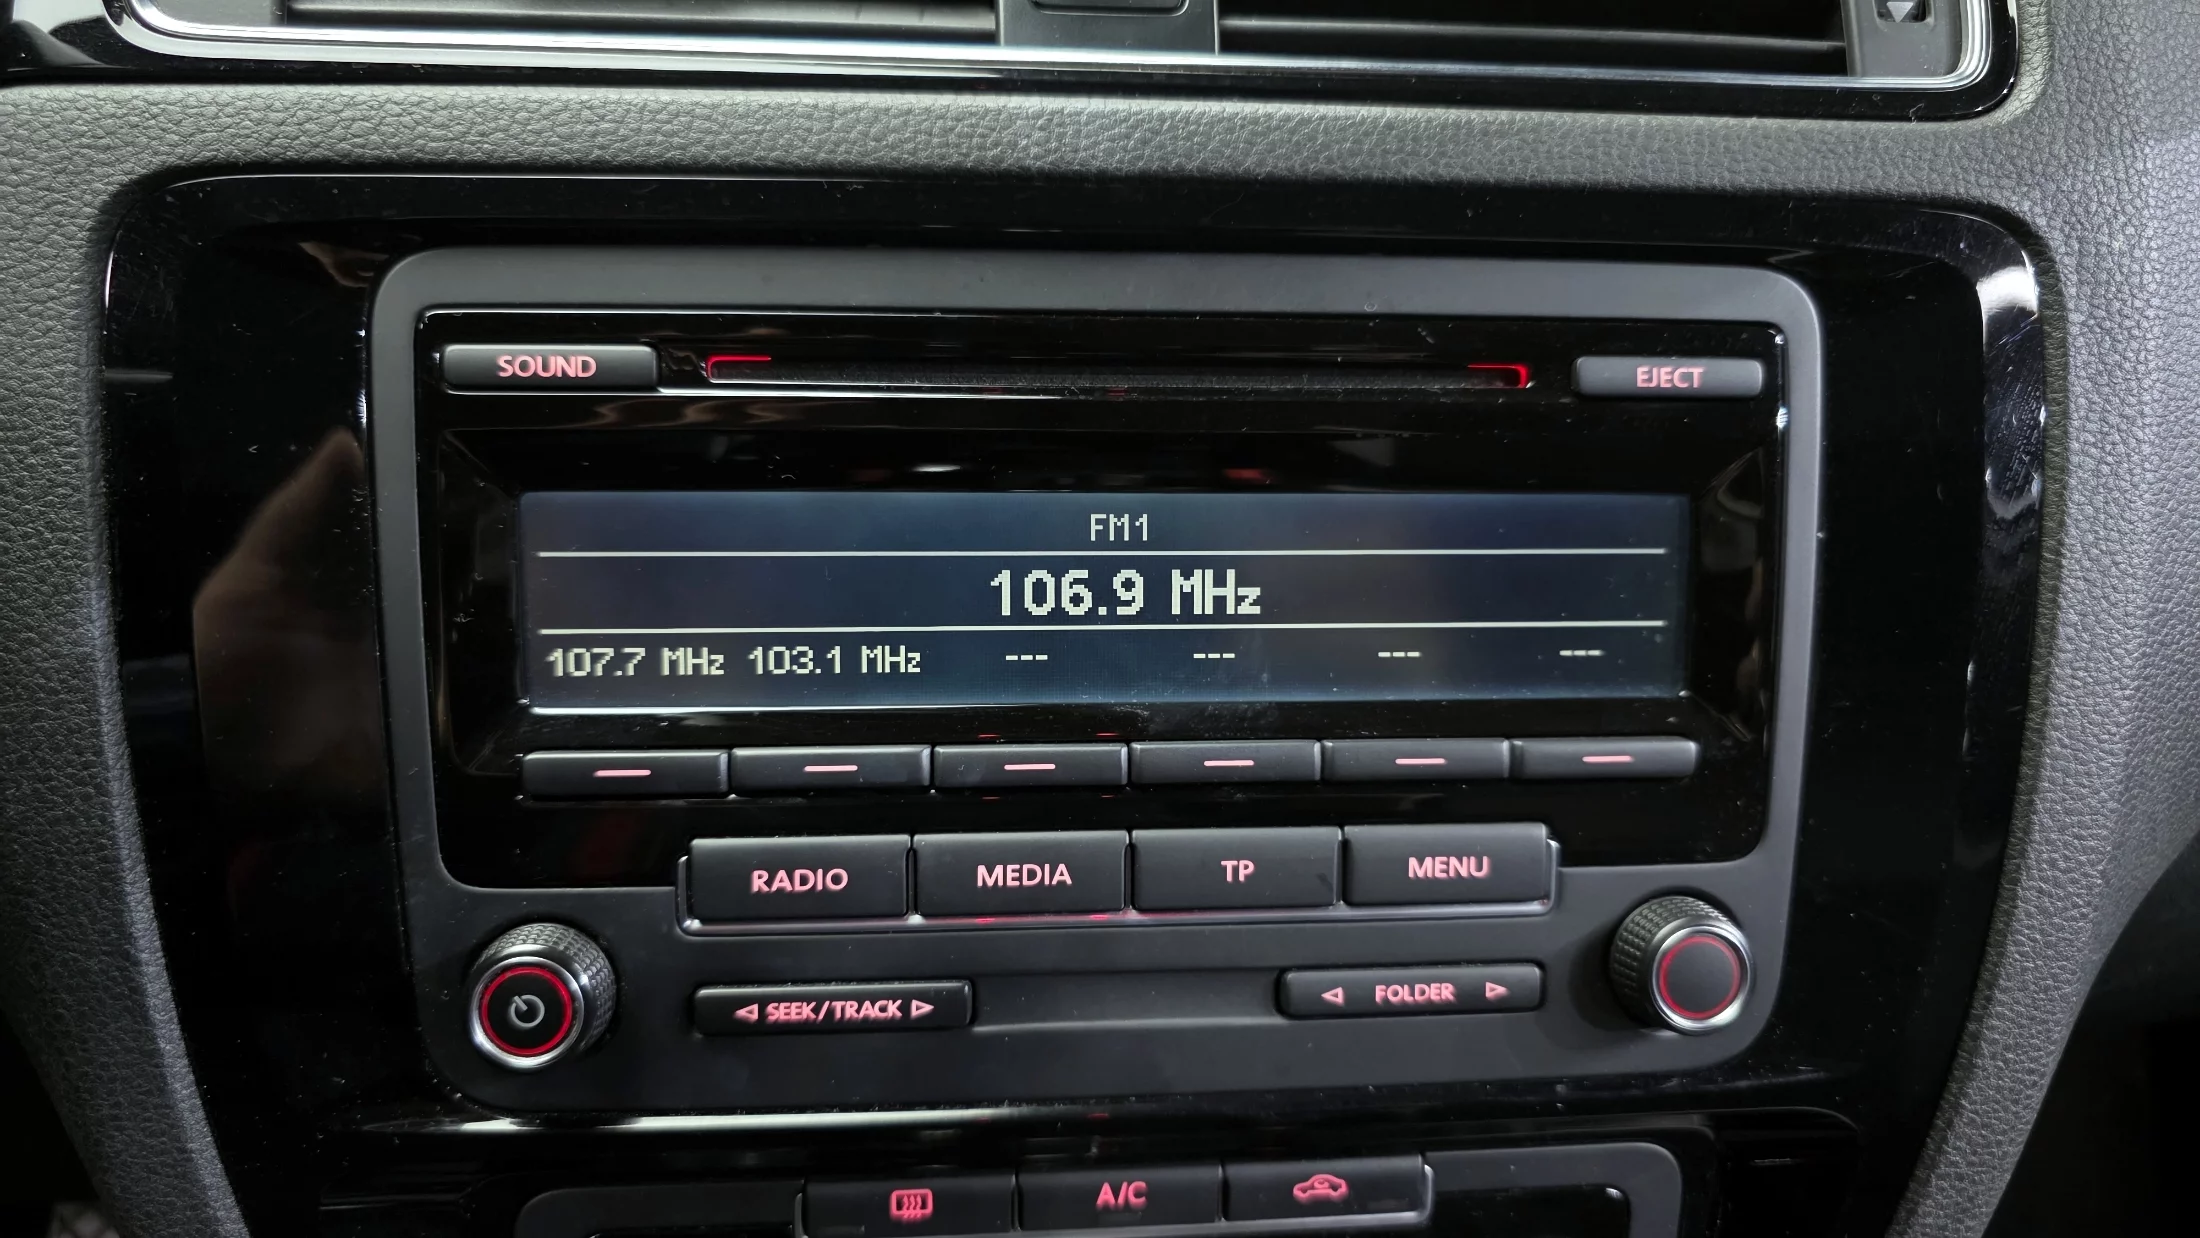 SOUND
EJECT
FM1
106.9 MHz
107.7 MHz 103.1 MHz --- --- --- ---
RADIO MEDIA TP MENU
SEEK/TRACK FOLDER
A/C